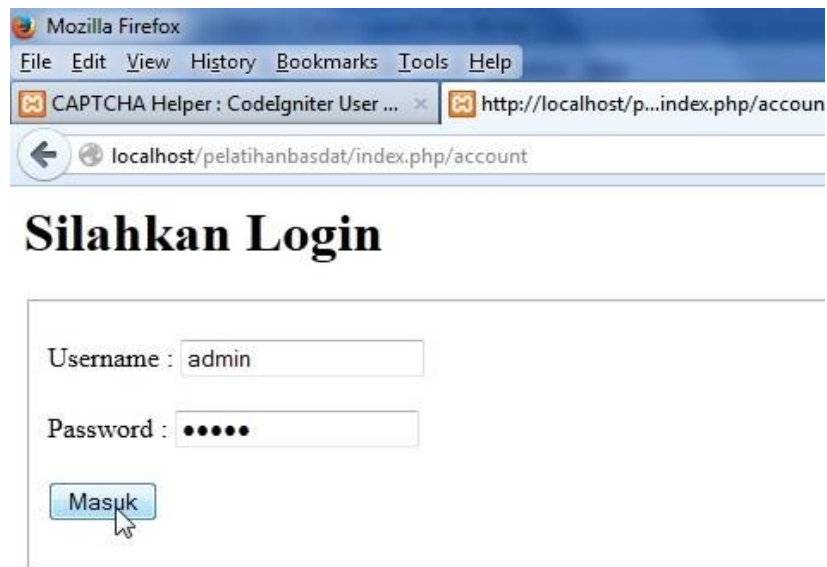 Mozilla Firefox
File Edit View History Bookmarks Tools Help
CAPTCHA Helper : CodeIgniter User ... × http://localhost/p...index.php/accoun
localhost/pelatihanbasdat/index.php/account
Silahkan Login
Username : admin
Password : •••••
Masuk